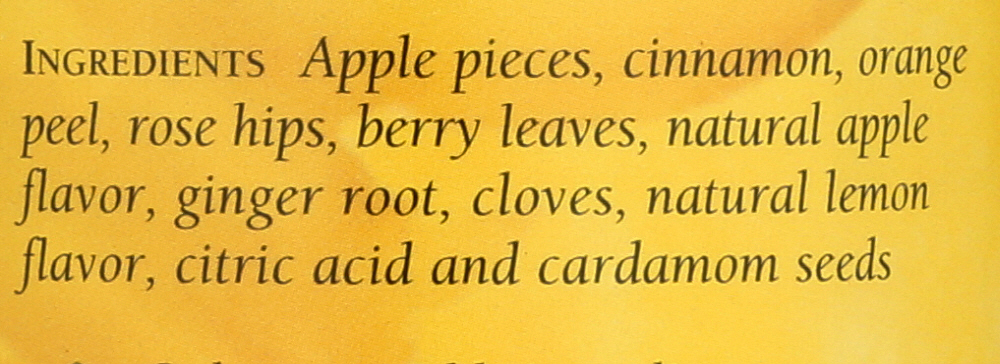 INGREDIENTS Apple pieces, cinnamon, orange
peel, rose hips, berry leaves, natural apple
flavor, ginger root, cloves, natural lemon
flavor, citric acid and cardamom seeds